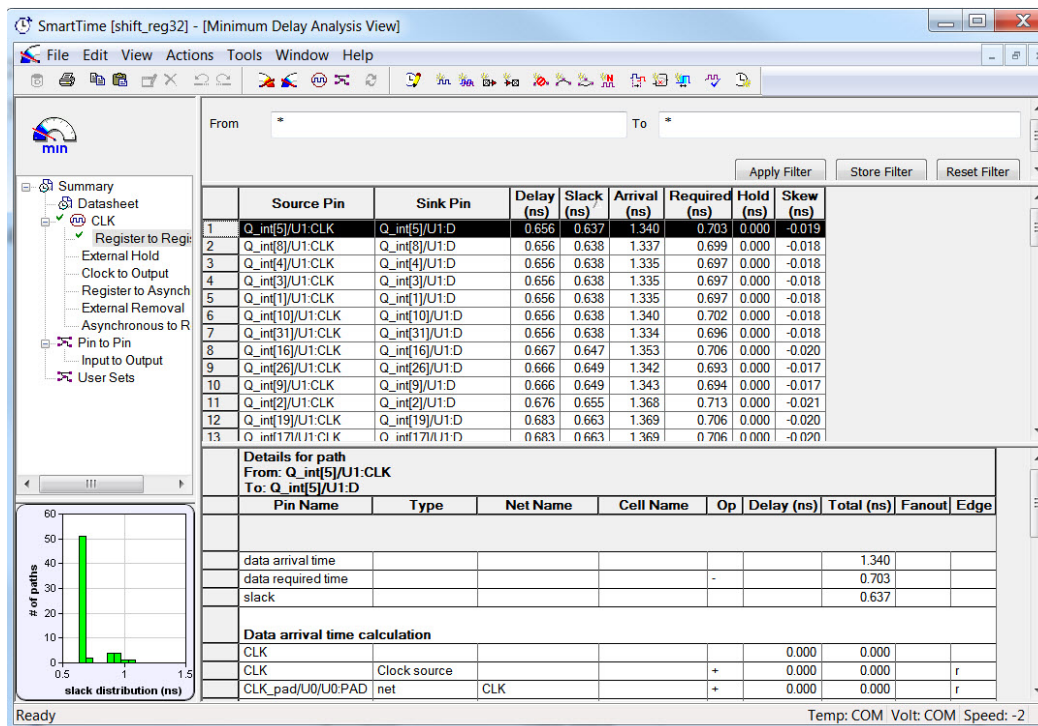 SmartTime [shift_reg32] - [Minimum Delay Analysis View]
File Edit View Actions Tools Window Help
min
From * To *
Apply Filter Store Filter Reset Filter
Summary
Datasheet
CLK
Register to Regi
External Hold
Clock to Output
Register to Asynch
External Removal
Asynchronous to R
Pin to Pin
Input to Output
User Sets
Source Pin Sink Pin Delay (ns) Slack (ns) Arrival (ns) Required (ns) Hold (ns) Skew (ns)
1 Q_int[5]/U1:CLK Q_int[5]/U1:D 0.656 0.637 1.340 0.703 0.000 -0.019
2 Q_int[8]/U1:CLK Q_int[8]/U1:D 0.656 0.638 1.337 0.699 0.000 -0.018
3 Q_int[4]/U1:CLK Q_int[4]/U1:D 0.656 0.638 1.335 0.697 0.000 -0.018
4 Q_int[3]/U1:CLK Q_int[3]/U1:D 0.656 0.638 1.335 0.697 0.000 -0.018
5 Q_int[1]/U1:CLK Q_int[1]/U1:D 0.656 0.638 1.335 0.697 0.000 -0.018
6 Q_int[10]/U1:CLK Q_int[10]/U1:D 0.656 0.638 1.340 0.702 0.000 -0.018
7 Q_int[31]/U1:CLK Q_int[31]/U1:D 0.656 0.638 1.334 0.696 0.000 -0.018
8 Q_int[16]/U1:CLK Q_int[16]/U1:D 0.667 0.647 1.353 0.706 0.000 -0.020
9 Q_int[26]/U1:CLK Q_int[26]/U1:D 0.666 0.649 1.342 0.693 0.000 -0.017
10 Q_int[9]/U1:CLK Q_int[9]/U1:D 0.666 0.649 1.343 0.694 0.000 -0.017
11 Q_int[2]/U1:CLK Q_int[2]/U1:D 0.676 0.655 1.368 0.713 0.000 -0.021
12 Q_int[19]/U1:CLK Q_int[19]/U1:D 0.683 0.663 1.369 0.706 0.000 -0.020
13 Q_int[17]/U1:CLK Q_int[17]/U1:D 0.683 0.663 1.369 0.706 0.000 -0.020
Details for path
From: Q_int[5]/U1:CLK
To: Q_int[5]/U1:D
Pin Name Type Net Name Cell Name Op Delay (ns) Total (ns) Fanout Edge
data arrival time 1.340
data required time - 0.703
slack 0.637
Data arrival time calculation
CLK 0.000 0.000
CLK Clock source + 0.000 0.000 r
CLK_pad/U0/U0:PAD net CLK + 0.000 0.000 r
# of paths
60
50
40
30
20
10
0
0.5 1 1.5
slack distribution (ns)
Ready Temp: COM Volt: COM Speed: -2